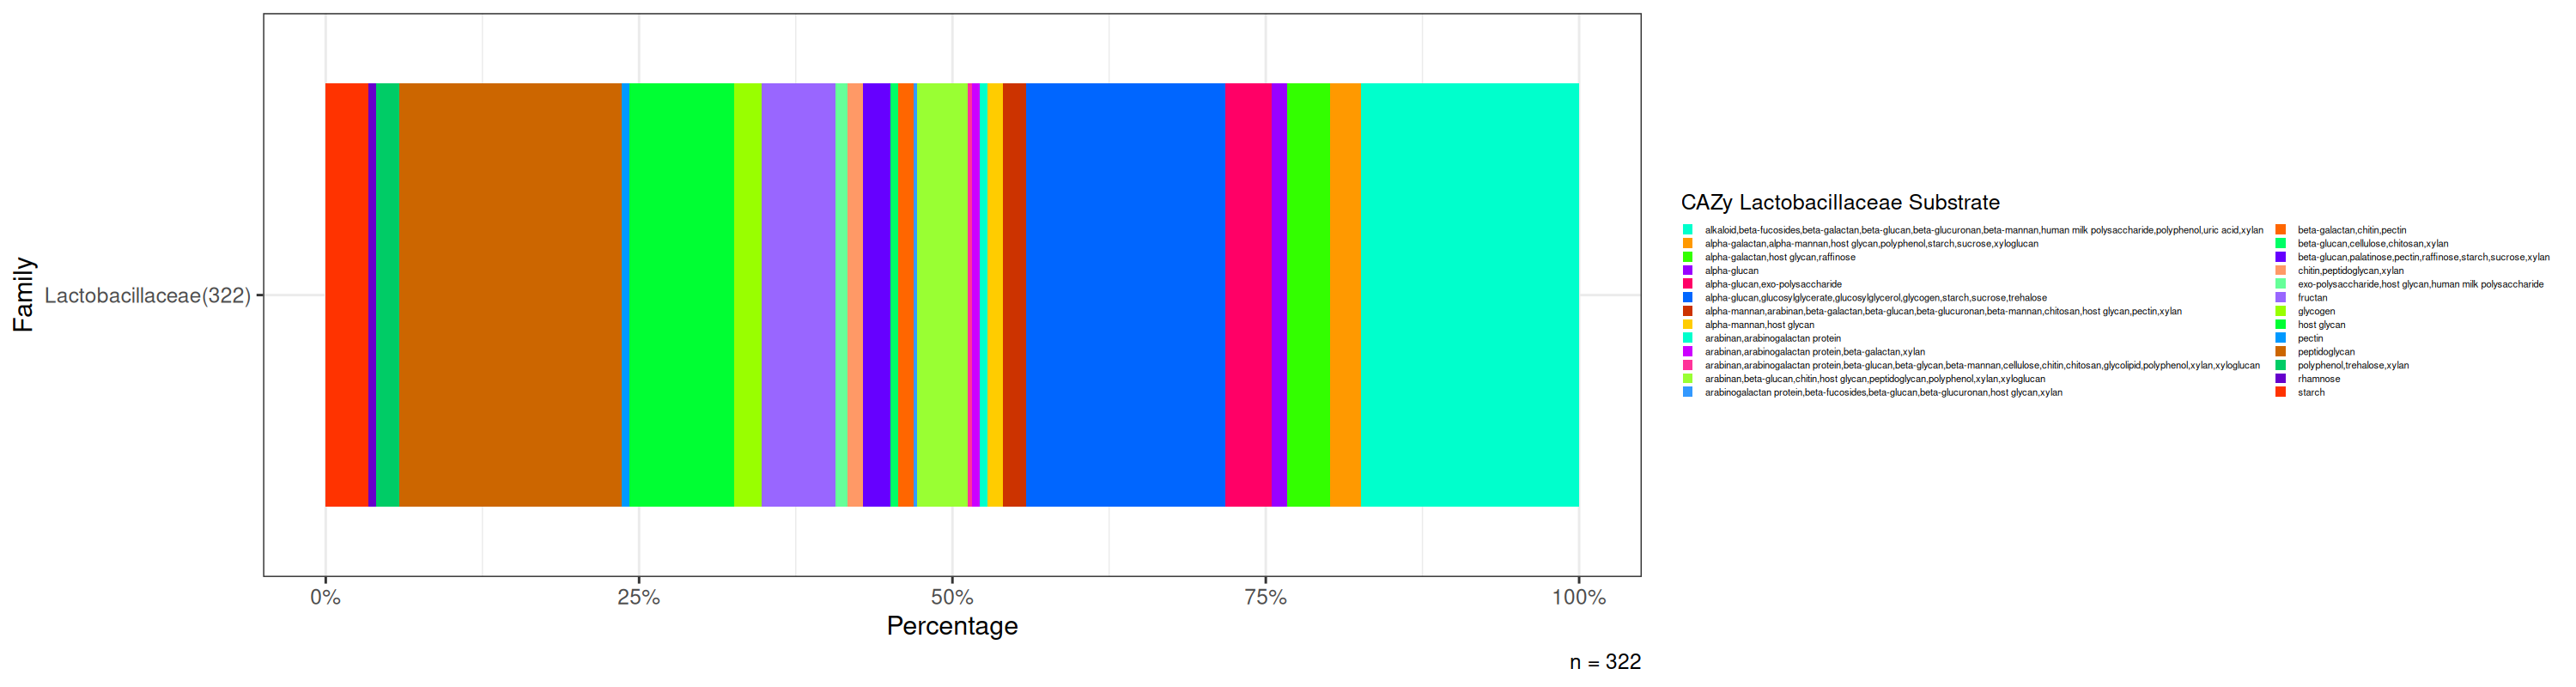 Family
Lactobacillaceae(322)
0%
25%
50%
75%
100%
Percentage
n = 322
CAZy Lactobacillaceae Substrate
alkaloid,beta-fucosides,beta-galactan,beta-glucan,beta-glucuronan,beta-mannan,human milk polysaccharide,polyphenol,uric acid,xylan
alpha-galactan,alpha-mannan,host glycan,polyphenol,starch,sucrose,xyloglucan
alpha-galactan,host glycan,raffinose
alpha-glucan
alpha-glucan,exo-polysaccharide
alpha-glucan,glucosylglycerate,glucosylglycerol,glycogen,starch,sucrose,trehalose
alpha-mannan,arabinan,beta-galactan,beta-glucan,beta-glucuronan,beta-mannan,chitosan,host glycan,pectin,xylan
alpha-mannan,host glycan
arabinan,arabinogalactan protein
arabinan,arabinogalactan protein,beta-galactan,xylan
arabinan,arabinogalactan protein,beta-glucan,beta-glycan,beta-mannan,cellulose,chitin,chitosan,glycolipid,polyphenol,xylan,xyloglucan
arabinan,beta-glucan,chitin,host glycan,peptidoglycan,polyphenol,xylan,xyloglucan
arabinogalactan protein,beta-fucosides,beta-glucan,beta-glucuronan,host glycan,xylan
beta-galactan,chitin,pectin
beta-glucan,cellulose,chitosan,xylan
beta-glucan,palatinose,pectin,raffinose,starch,sucrose,xylan
chitin,peptidoglycan,xylan
exo-polysaccharide,host glycan,human milk polysaccharide
fructan
glycogen
host glycan
pectin
peptidoglycan
polyphenol,trehalose,xylan
rhamnose
starch